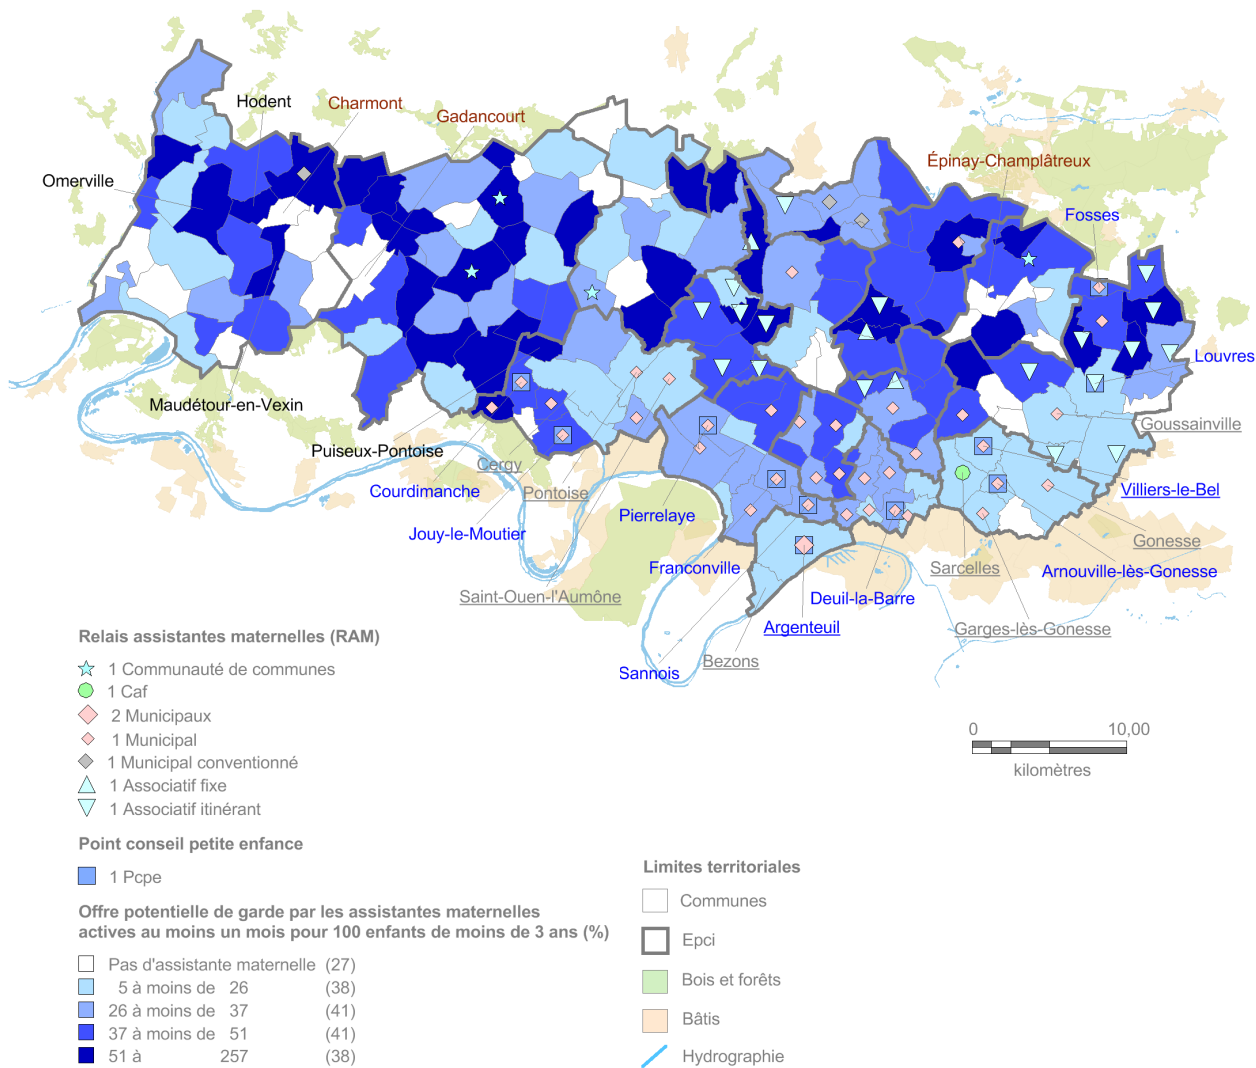 Hodent
Charmont
Gadancourt
Épinay-Champlâtreux
Omerville
Fosses
Louvres
Maudétour-en-Vexin
Goussainville
Puiseux-Pontoise
Cergy
Courdimanche
Pontoise
Villiers-le-Bel
Pierrelaye
Jouy-le-Moutier
Gonesse
Franconville
Sarcelles
Arnouville-lès-Gonesse
Saint-Ouen-l'Aumône
Deuil-la-Barre
Argenteuil
Garges-lès-Gonesse
Bezons
Sannois
Relais assistantes maternelles (RAM)
1 Communauté de communes
1 Caf
2 Municipaux
1 Municipal
1 Municipal conventionné
1 Associatif fixe
1 Associatif itinérant
0 10,00
kilomètres
Point conseil petite enfance
1 Pcpe
Offre potentielle de garde par les assistantes maternelles
actives au moins un mois pour 100 enfants de moins de 3 ans (%)
Pas d'assistante maternelle (27)
5 à moins de 26 (38)
26 à moins de 37 (41)
37 à moins de 51 (41)
51 à 257 (38)
Limites territoriales
Communes
Epci
Bois et forêts
Bâtis
Hydrographie